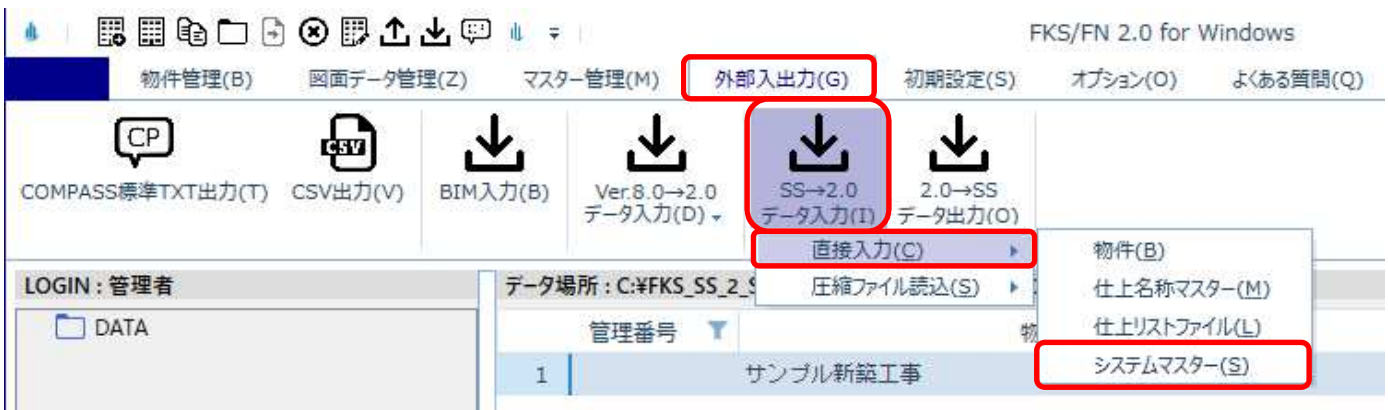 FKS/FN 2.0 for Windows
物件管理(B) 図面データ管理(Z) マスター管理(M) 外部入出力(G) 初期設定(S) オプション(O) よくある質問(Q)
CP CSV
COMPASS標準TXT出力(T) CSV出力(V) BIM入力(B) Ver.8.0→2.0 SS→2.0 2.0→SS
データ入力(D) データ入力(I) データ出力(O)
直接入力(C) 物件(B)
LOGIN : 管理者 データ場所 : C:¥FKS_SS_2_ 圧縮ファイル読込(S) 仕上名称マスター(M)
DATA 管理番号 物 仕上リストファイル(L)
1 サンプル新築工事 システムマスター(S)